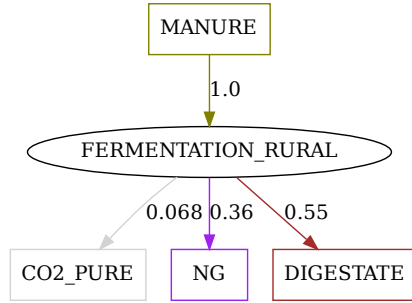 MANURE
1.0
FERMENTATION_RURAL
0.068 0.36 0.55
CO2_PURE NG DIGESTATE